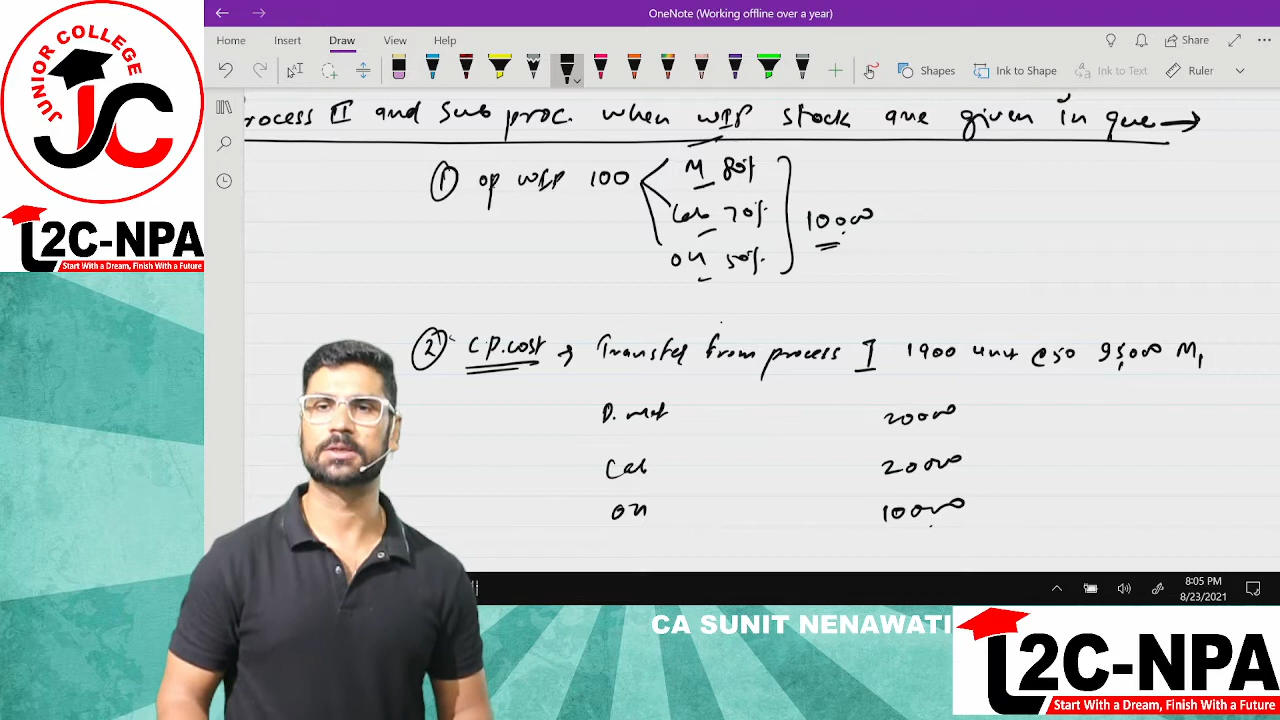 OneNote (Working offline over a year)
Home Insert Draw View Help Share
Shapes Ink to Shape Ink to Text Ruler
JUNIOR COLLEGE
JC
L2C-NPA
Start With a Dream, Finish With a Future
rocess II and Sub proc. when WIP stock are given in que →
① op WIP 100 M 80%
Lab 70% 10000
OH 50%
② C.P. cost → Transfer from process I 1900 unit @50 95000 M1
D. mat 20000
Lab 20000
OH 10000
8:05 PM
8/23/2021
CA SUNIT NENAWATI
L2C-NPA
Start With a Dream, Finish With a Future